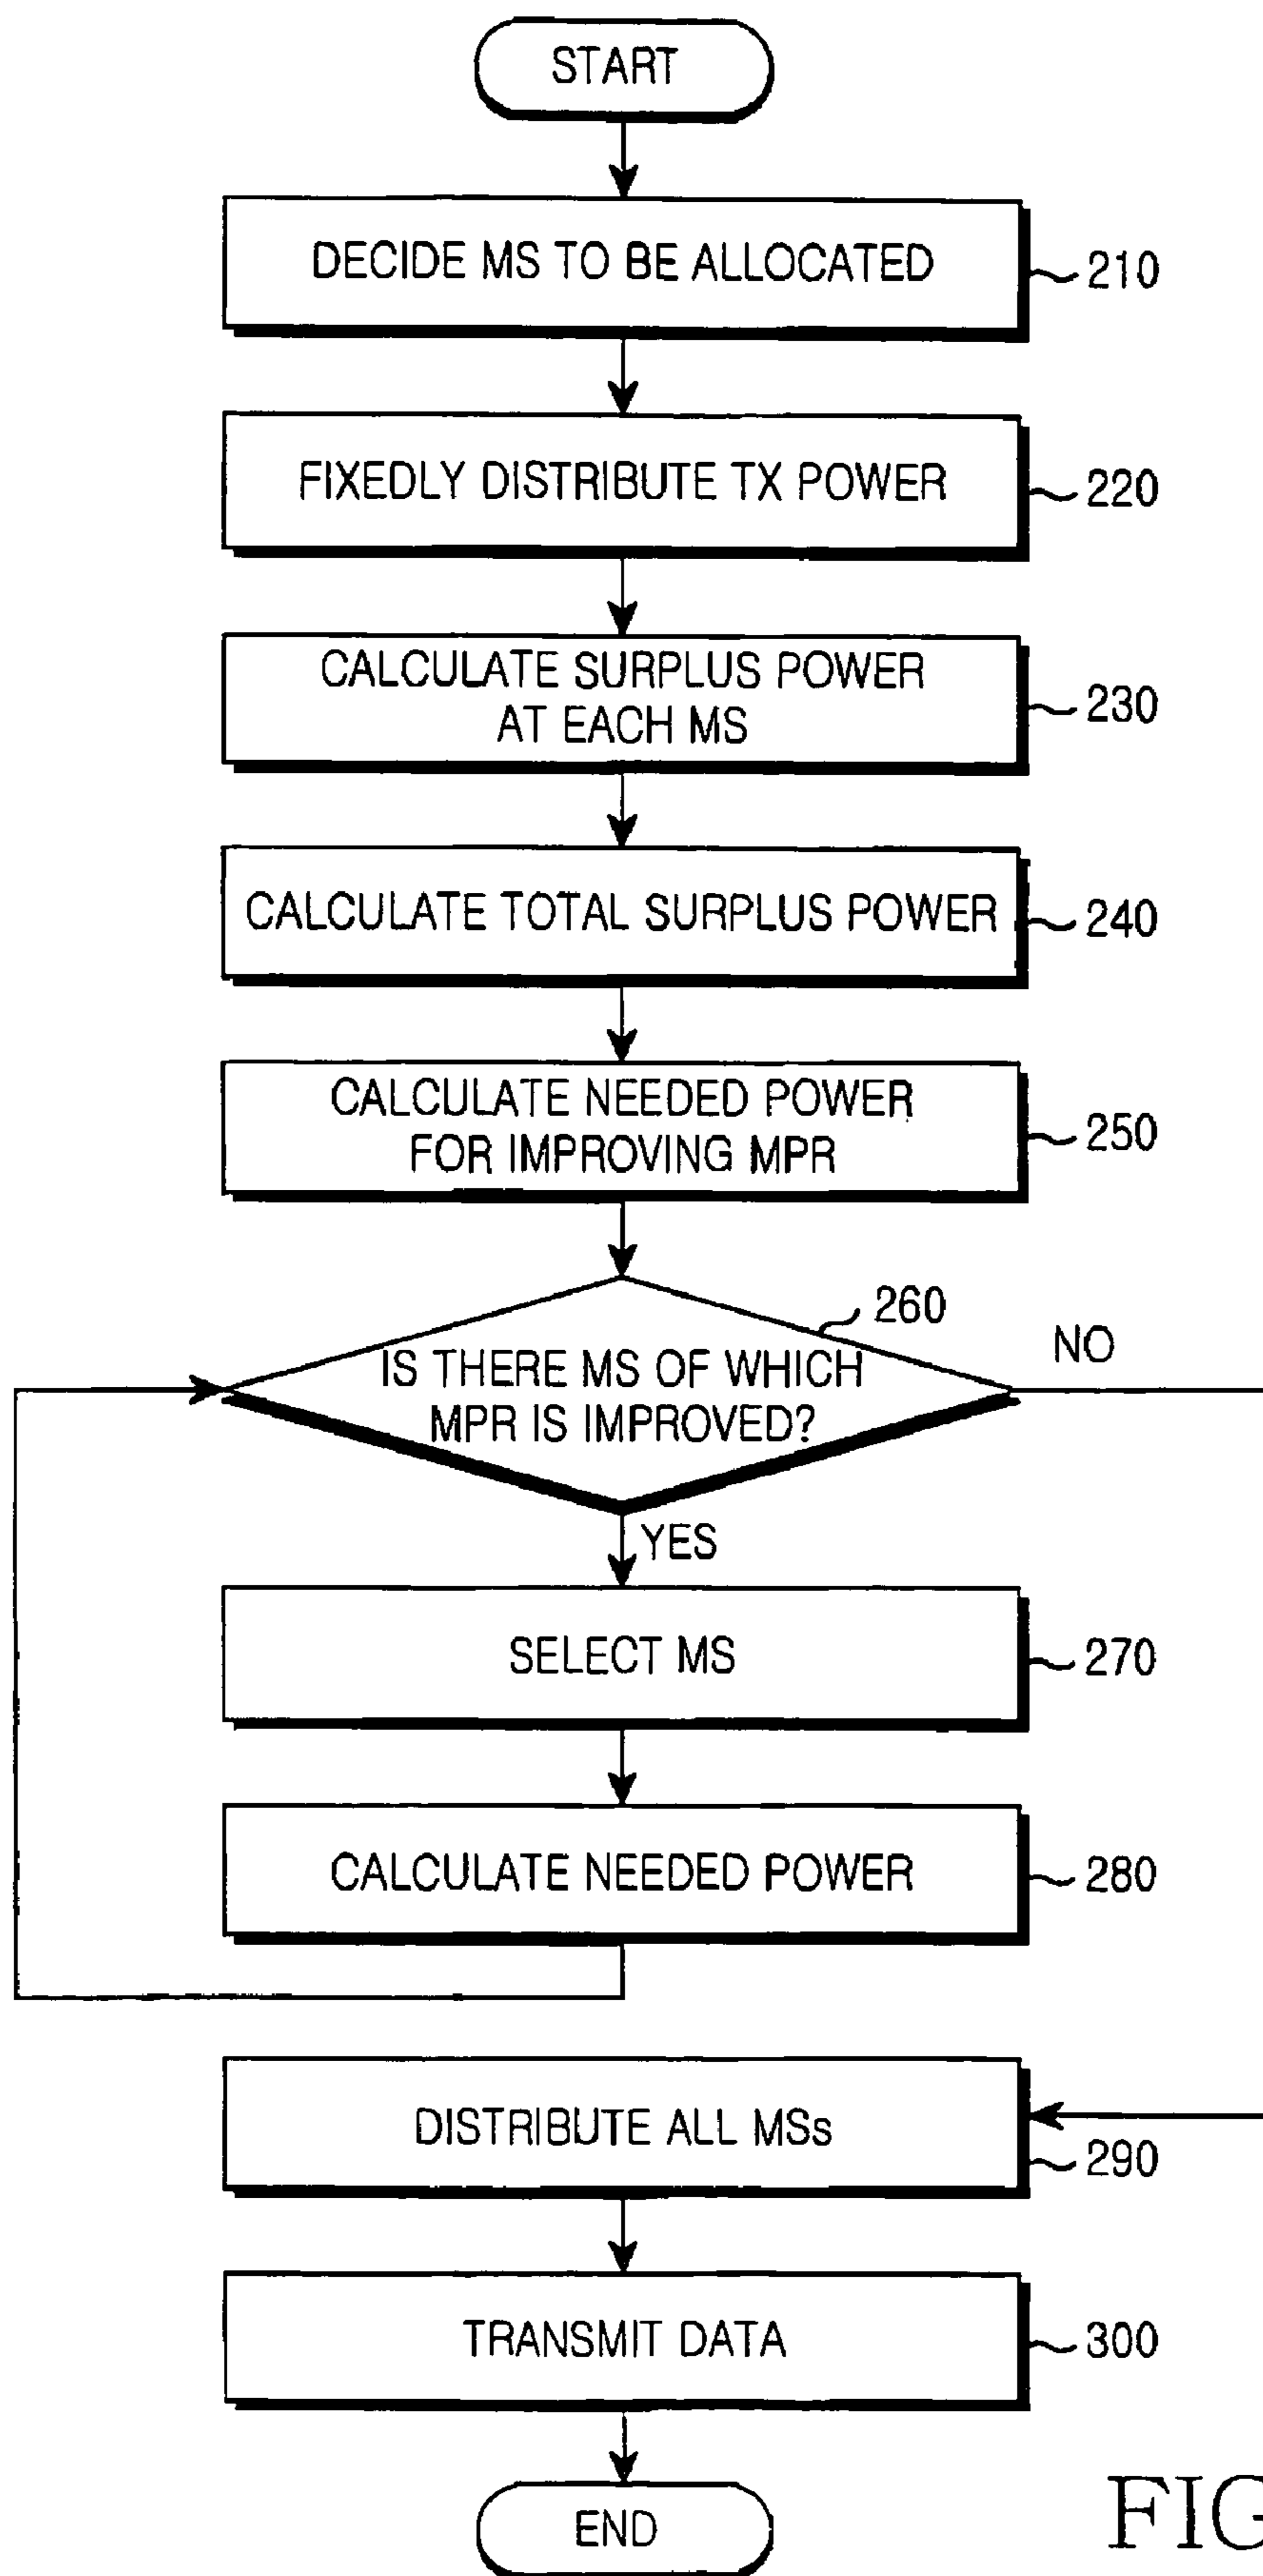 START
DECIDE MS TO BE ALLOCATED
210
FIXEDLY DISTRIBUTE TX POWER
220
CALCULATE SURPLUS POWER
AT EACH MS
230
CALCULATE TOTAL SURPLUS POWER
240
CALCULATE NEEDED POWER
FOR IMPROVING MPR
250
260
NO
IS THERE MS OF WHICH
MPR IS IMPROVED?
YES
SELECT MS
270
CALCULATE NEEDED POWER
280
DISTRIBUTE ALL MSs
290
TRANSMIT DATA
300
END
FIG